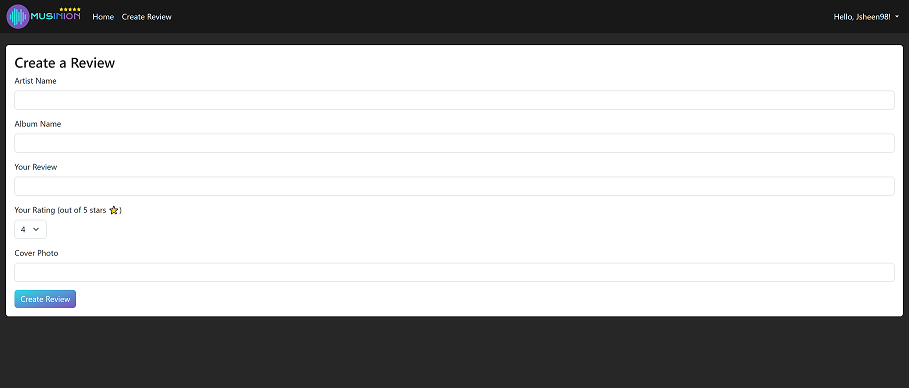 MUSINION
Home
Create Review
Hello, Jsheen98!
Create a Review
Artist Name
Album Name
Your Review
Your Rating (out of 5 stars ⭐)
4
Cover Photo
Create Review